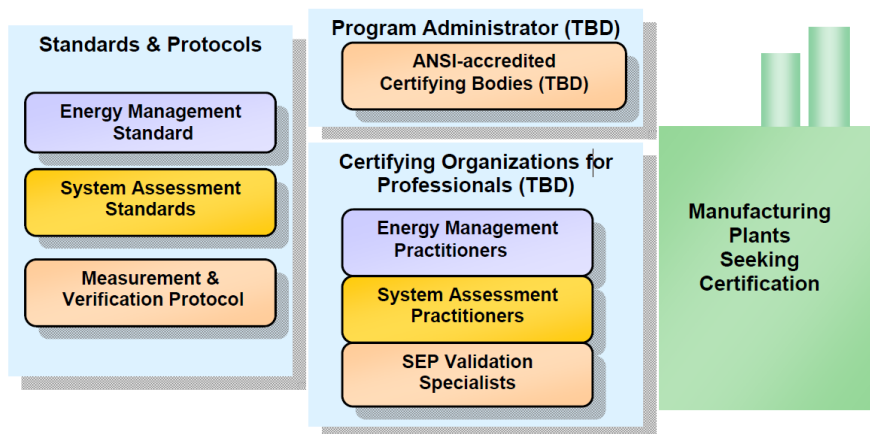 Standards & Protocols
Energy Management
Standard
System Assessment
Standards
Measurement &
Verification Protocol
Program Administrator (TBD)
ANSI-accredited
Certifying Bodies (TBD)
Certifying Organizations for
Professionals (TBD)
Energy Management
Practitioners
System Assessment
Practitioners
SEP Validation
Specialists
Manufacturing
Plants
Seeking
Certification